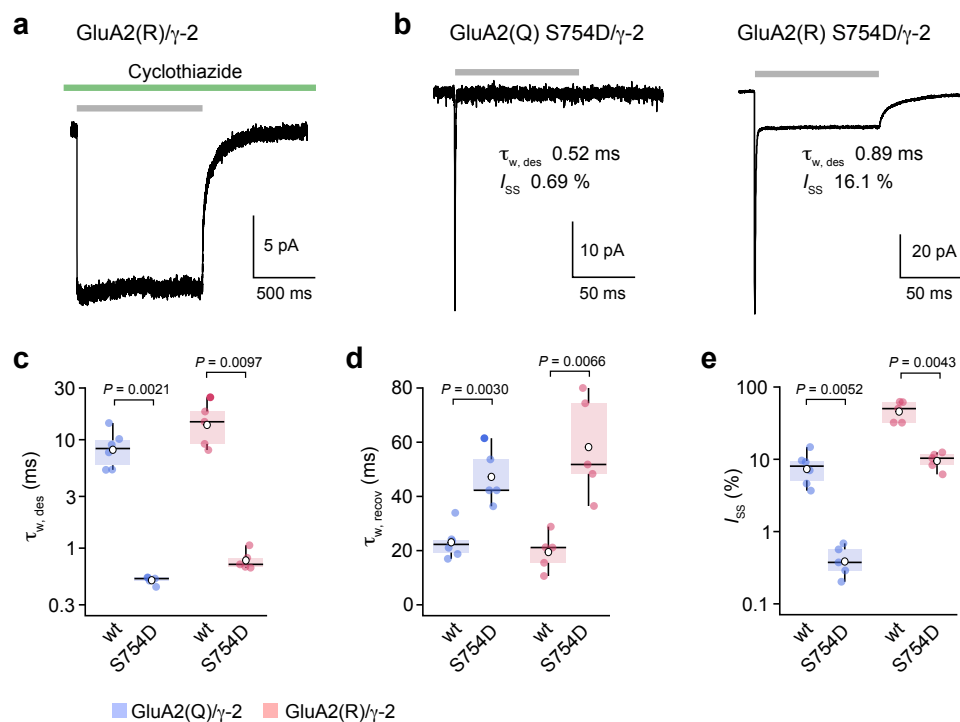 a
GluA2(R)/γ-2
Cyclothiazide
5 pA
500 ms
b
GluA2(Q) S754D/γ-2
τw, des 0.52 ms
ISS 0.69 %
10 pA
50 ms
GluA2(R) S754D/γ-2
τw, des 0.89 ms
ISS 16.1 %
20 pA
50 ms
c
P = 0.0021
P = 0.0097
τw, des (ms)
30
10
3
1
0.3
wt
S754D
wt
S754D
d
P = 0.0030
P = 0.0066
τw, recov (ms)
80
60
40
20
0
wt
S754D
wt
S754D
e
P = 0.0052
P = 0.0043
ISS (%)
100
10
1
0.1
wt
S754D
wt
S754D
GluA2(Q)/γ-2
GluA2(R)/γ-2